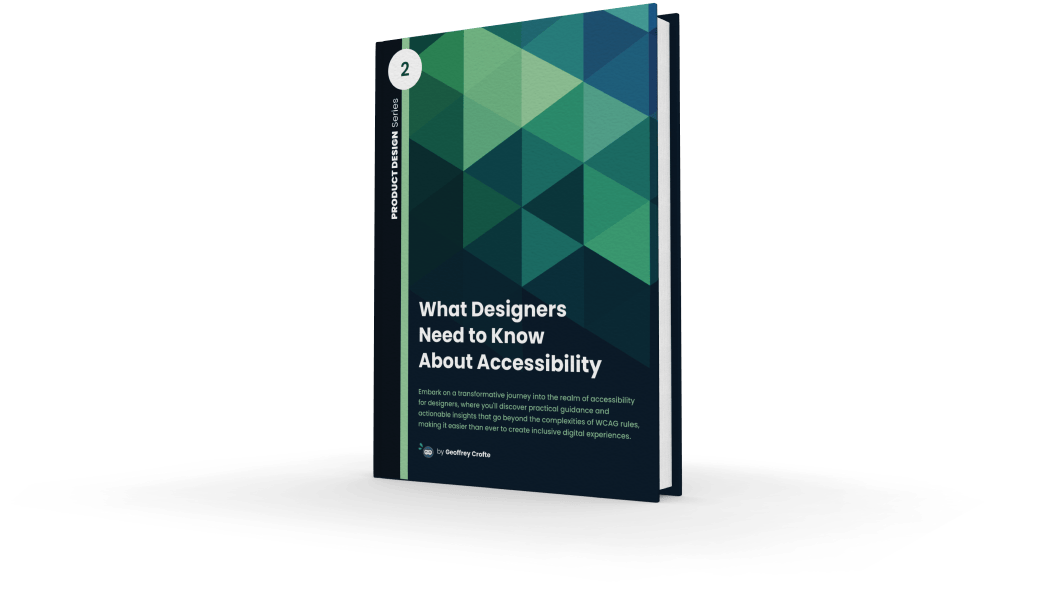 2
PRODUCT DESIGN Series
What Designers
Need to Know
About Accessibility
Embark on a transformative journey into the realm of accessibility
for designers, where you'll discover practical guidance and
actionable insights that go beyond the complexities of WCAG rules,
making it easier than ever to create inclusive digital experiences.
by Geoffrey Crofte